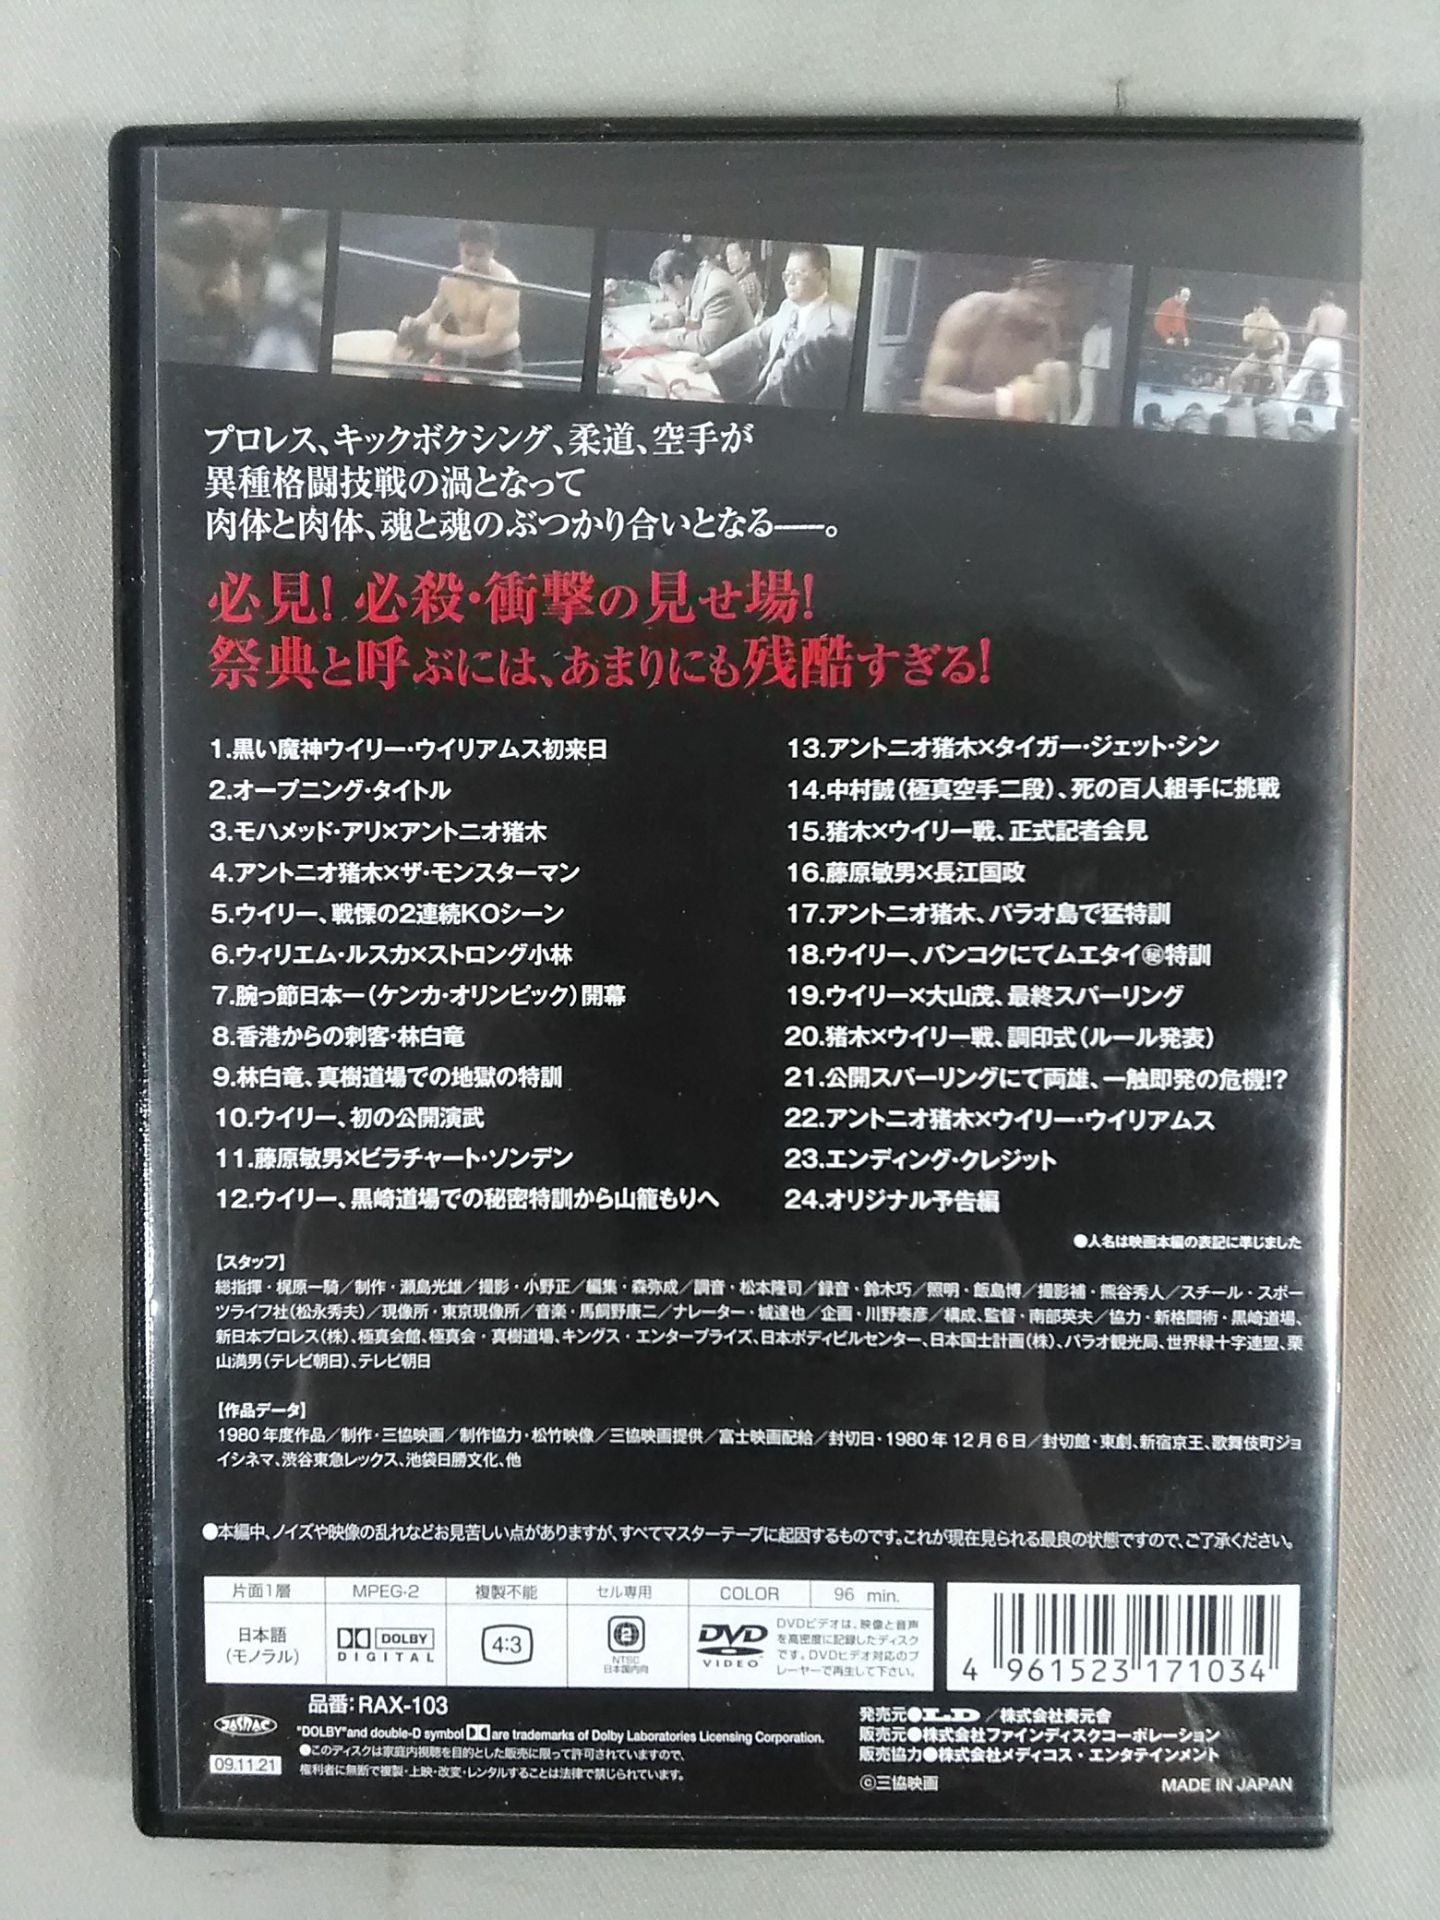 プロレス、キックボクシング、柔道、空手が
異種格闘技戦の渦となって
肉体と肉体、魂と魂のぶつかり合いとなる——。
必見！必殺・衝撃の見せ場！
祭典と呼ぶには、あまりにも残酷すぎる！
1.黒い魔神ウイリー・ウイリアムス初来日
2.オープニング・タイトル
3.モハメッド・アリ×アントニオ猪木
4.アントニオ猪木×ザ・モンスターマン
5.ウイリー、戦慄の2連続KOシーン
6.ウィリエム・ルスカ×ストロング小林
7.腕っ節日本一（ケンカ・オリンピック）開幕
8.香港からの刺客・林白竜
9.林白竜、真樹道場での地獄の特訓
10.ウイリー、初の公開演武
11.藤原敏男×ビラチャート・ソンデン
12.ウイリー、黒崎道場での秘密特訓から山籠もりへ
13.アントニオ猪木×タイガー・ジェット・シン
14.中村誠（極真空手二段）、死の百人組手に挑戦
15.猪木×ウイリー戦、正式記者会見
16.藤原敏男×長江国政
17.アントニオ猪木、パラオ島で猛特訓
18.ウイリー、バンコクにてムエタイ㊙特訓
19.ウイリー×大山茂、最終スパーリング
20.猪木×ウイリー戦、調印式（ルール発表）
21.公開スパーリングにて両雄、一触即発の危機!?
22.アントニオ猪木×ウイリー・ウイリアムス
23.エンディング・クレジット
24.オリジナル予告編
●人名は映画本編の表記に準じました
【スタッフ】
総指揮・梶原一騎／制作・瀬島光雄／撮影・小野正／編集・森弥成／調音・松本隆司／録音・鈴木巧／照明・飯島博／撮影補・熊谷秀人／スチール・スポー
ツライフ社（松永秀夫）／現像所・東京現像所／音楽・馬飼野康二／ナレーター・城達也／企画・川野泰彦／構成、監督・南部英夫／協力・新格闘術・黒崎道場、
新日本プロレス（株）、極真会館、極真会・真樹道場、キングス・エンタープライズ、日本ボディビルセンター、日本国土計画（株）、パラオ観光局、世界緑十字連盟、栗
山満男（テレビ朝日）、テレビ朝日
【作品データ】
1980年度作品／制作・三協映画／制作協力・松竹映像／三協映画提供／富士映画配給／封切日・1980年12月6日／封切館・東劇、新宿京王、歌舞伎町ジョ
イシネマ、渋谷東急レックス、池袋日勝文化、他
●本編中、ノイズや映像の乱れなどお見苦しい点がありますが、すべてマスターテープに起因するものです。これが現在見られる最良の状態ですので、ご了承ください。
片面1層 MPEG-2 複製不能 セル専用 COLOR 96 min.
日本語
（モノラル）
DOLBY
DIGITAL
4:3
2
NTSC
日本国内向
DVD
VIDEO
DVDビデオは、映像と音声
を高密度に記録したディスク
です。DVDビデオ対応のプ
レーヤーで再生して下さい。
4 961523 171034
JASRAC
09.11.21
品番：RAX-103
"DOLBY"and double-D symbol are trademarks of Dolby Laboratories Licensing Corporation.
●このディスクは家庭内視聴を目的とした販売に限って許可されていますので、
権利者に無断で複製・上映・改変・レンタルすることは法律で禁じられています。
発売元●LD／株式会社奏元舎
販売元●株式会社ファインディスクコーポレーション
販売協力●株式会社メディコス・エンタテインメント
©三協映画
MADE IN JAPAN